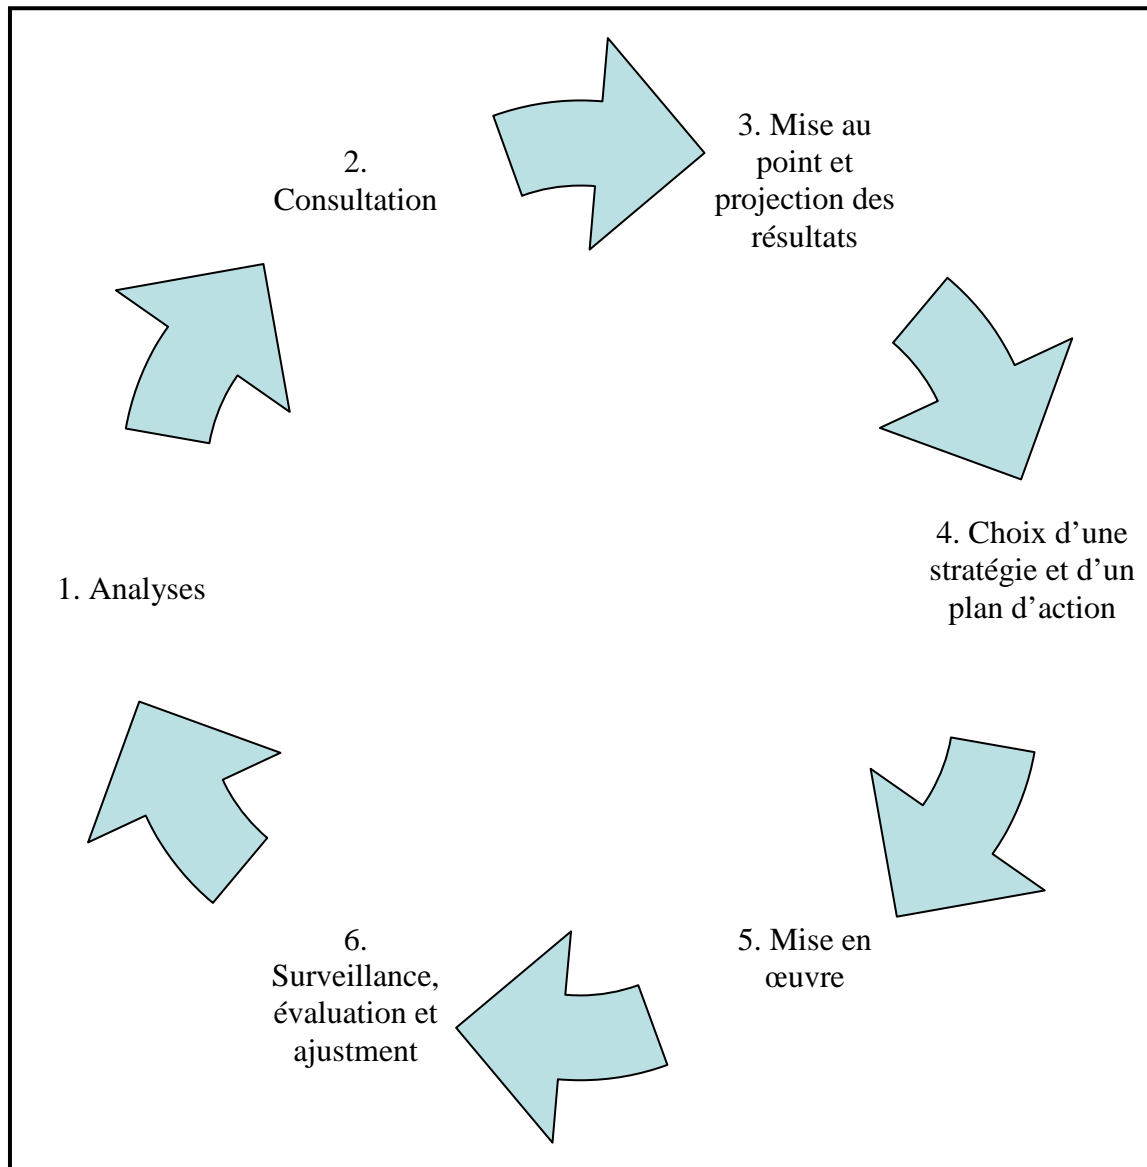 1. Analyses
2.
Consultation
3. Mise au
point et
projection des
résultats
4. Choix d’une
stratégie et d’un
plan d’action
5. Mise en
œuvre
6.
Surveillance,
évaluation et
ajustment